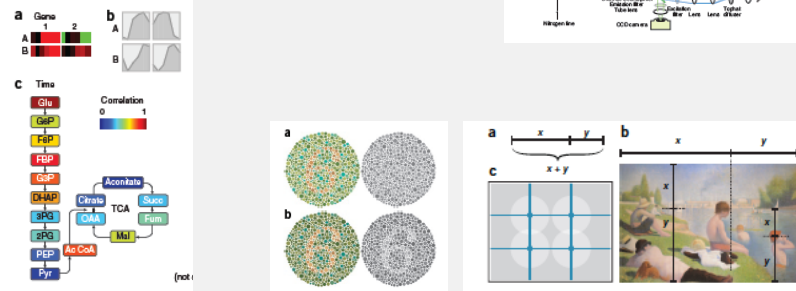 a Gene
1 2
A
B
b
A
B
c Time
Glu
G6P
F6P
FBP
G3P
DHAP
3PG
2PG
PEP
Pyr
Ac CoA
Correlation
0 1
Aconitate
Citrate
Succ
TCA
OAA
Fum
Mal
(not
Nitrogen line
Emission filter
Tube lens
CCD camera
Excitation
filter
Lens
Lens
Tophat
diffuser
a
b
a
x y
x + y
c
b
x y
x
y
x
y